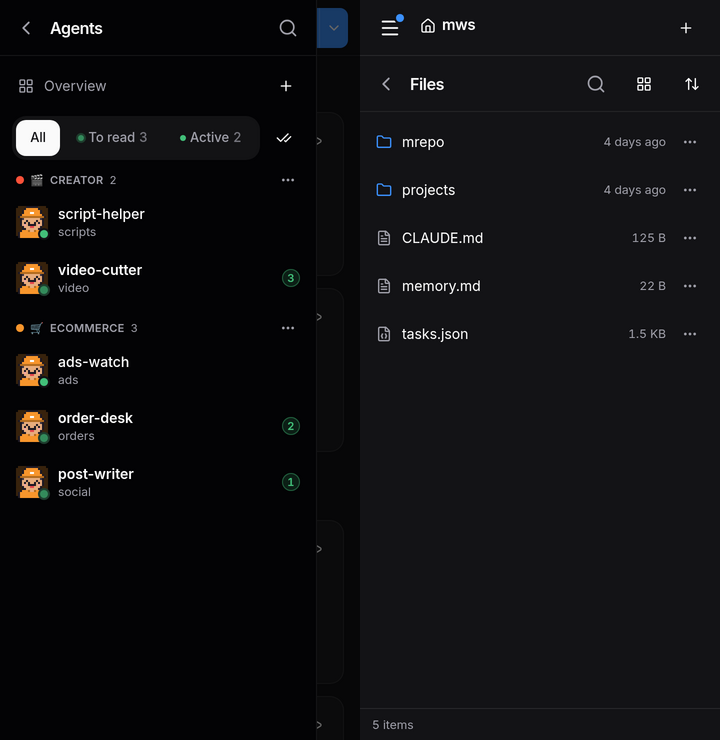 Agents
Overview
All
To read 3
Active 2
CREATOR 2
script-helper
scripts
video-cutter
video
3
ECOMMERCE 3
ads-watch
ads
order-desk
orders
2
post-writer
social
1
mws
Files
mrepo 4 days ago
projects 4 days ago
CLAUDE.md 125 B
memory.md 22 B
tasks.json 1.5 KB
5 items